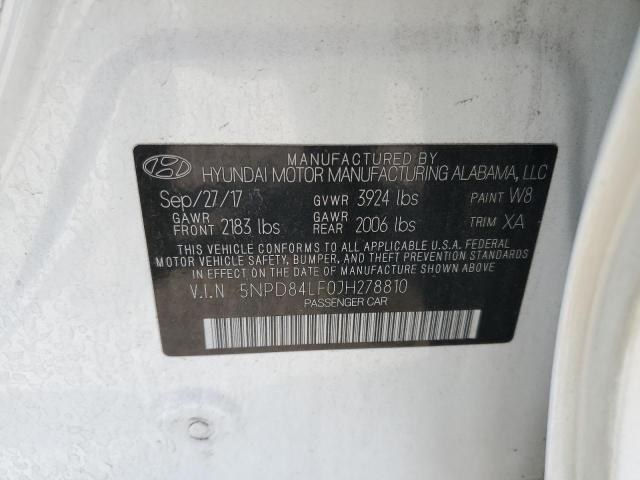 MANUFACTURED BY
HYUNDAI MOTOR MANUFACTURING ALABAMA, LLC
Sep/27/17 GVWR 3924 lbs PAINT W8
GAWR FRONT 2183 lbs GAWR REAR 2006 lbs TRIM XA
THIS VEHICLE CONFORMS TO ALL APPLICABLE U.S.A. FEDERAL
MOTOR VEHICLE SAFETY, BUMPER, AND THEFT PREVENTION
STANDARDS IN EFFECT ON THE DATE OF MANUFACTURE SHOWN ABOVE
V.I.N 5NPD84LF0JH278810
PASSENGER CAR